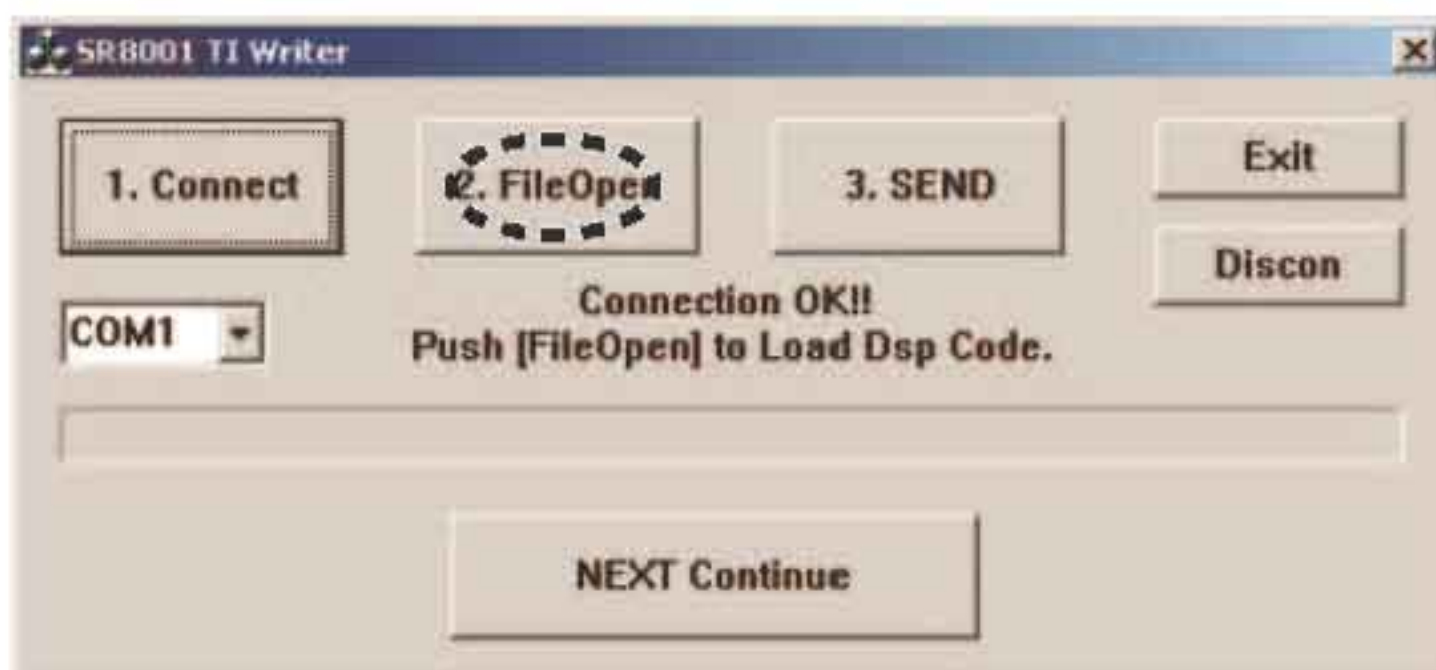 SR8001 TI Writer
1. Connect
2. FileOpen
3. SEND
Exit
Discon
COM1
Connection OK!!
Push [FileOpen] to Load Dsp Code.
NEXT Continue